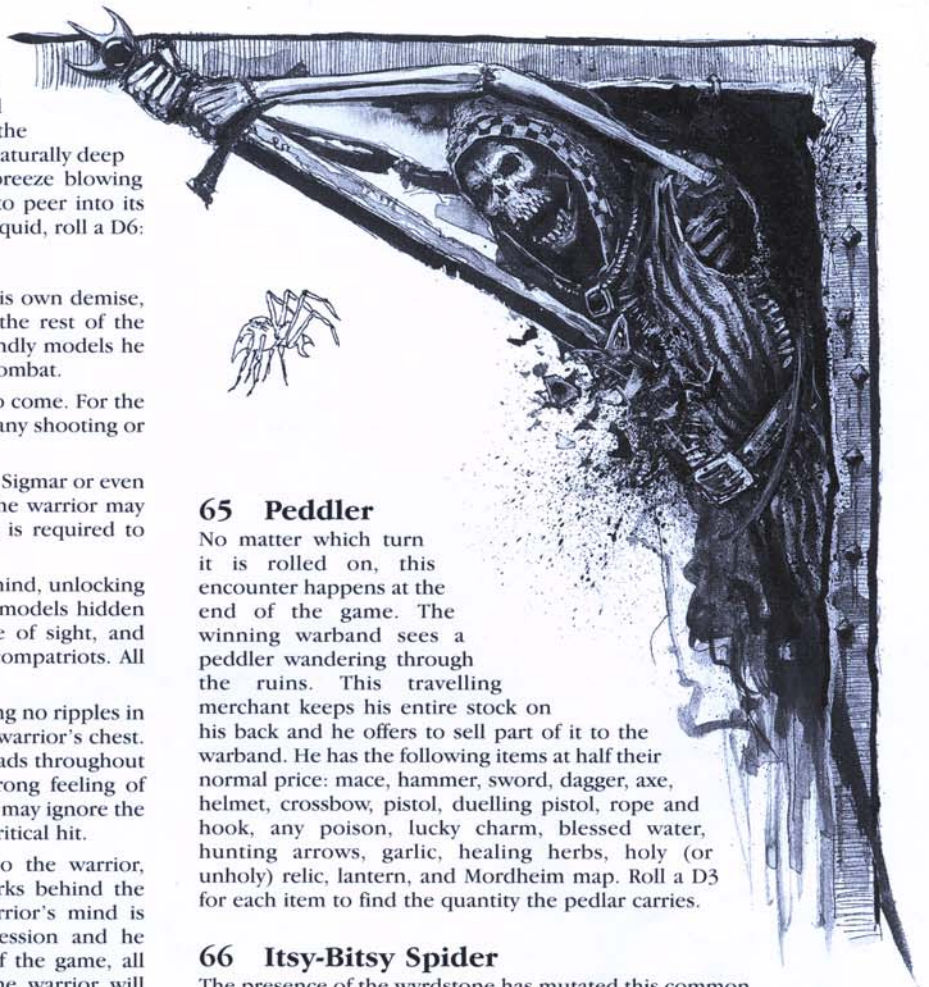 the
aturally deep
breeze blowing
to peer into its
quid, roll a D6:
is own demise,
the rest of the
ndly models he
ombat.
o come. For the
any shooting or
Sigmar or even
he warrior may
is required to
nind, unlocking
models hidden
e of sight, and
ompatriots. All
ng no ripples in
warrior's chest.
ads throughout
rong feeling of
may ignore the
ritical hit.
o the warrior,
rks behind the
rrior's mind is
ession and he
f the game, all
he warrior will
65 Peddler
No matter which turn
it is rolled on, this
encounter happens at the
end of the game. The
winning warband sees a
peddler wandering through
the ruins. This travelling
merchant keeps his entire stock on
his back and he offers to sell part of it to the
warband. He has the following items at half their
normal price: mace, hammer, sword, dagger, axe,
helmet, crossbow, pistol, duelling pistol, rope and
hook, any poison, lucky charm, blessed water,
hunting arrows, garlic, healing herbs, holy (or
unholy) relic, lantern, and Mordheim map. Roll a D3
for each item to find the quantity the pedlar carries.
66 Itsy-Bitsy Spider
The presence of the wyrdstone has mutated this common